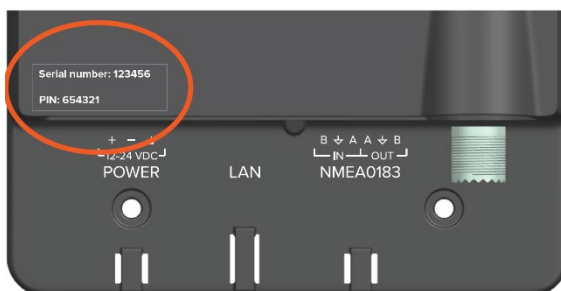 Serial number: 123456
PIN: 654321
+ − ⏚
12-24 VDC
POWER
LAN
B ⏚ A A ⏚ B
IN OUT
NMEA0183